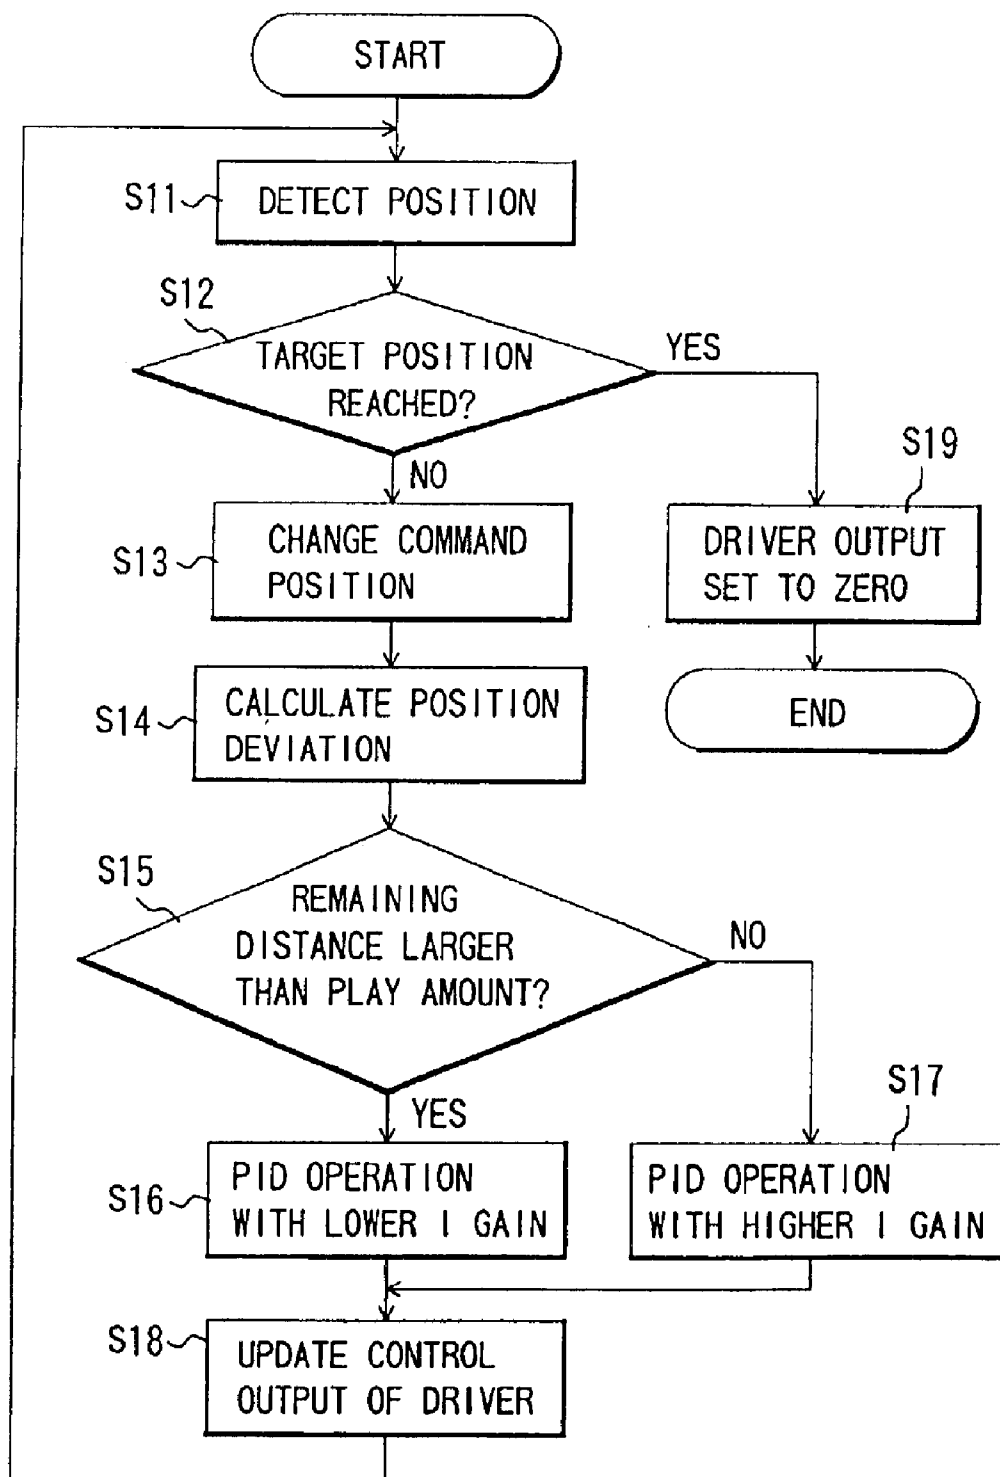 START
S11
DETECT POSITION
S12
TARGET POSITION
REACHED?
YES
NO
S19
DRIVER OUTPUT
SET TO ZERO
END
S13
CHANGE COMMAND
POSITION
S14
CALCULATE POSITION
DEVIATION
S15
REMAINING
DISTANCE LARGER
THAN PLAY AMOUNT?
NO
YES
S16
PID OPERATION
WITH LOWER I GAIN
S17
PID OPERATION
WITH HIGHER I GAIN
S18
UPDATE CONTROL
OUTPUT OF DRIVER